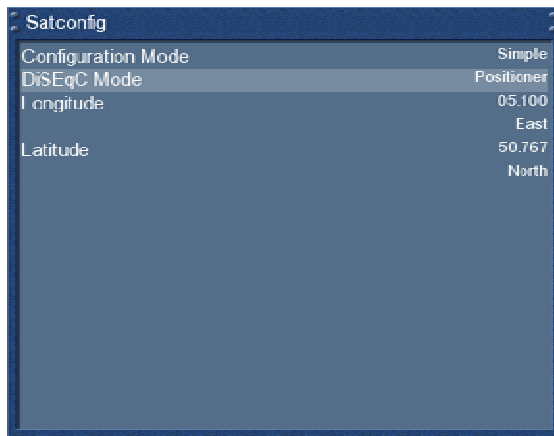 Satconfig
Configuration Mode Simple
DiSEqC Mode Positioner
Longitude 05.100
East
Latitude 50.767
North